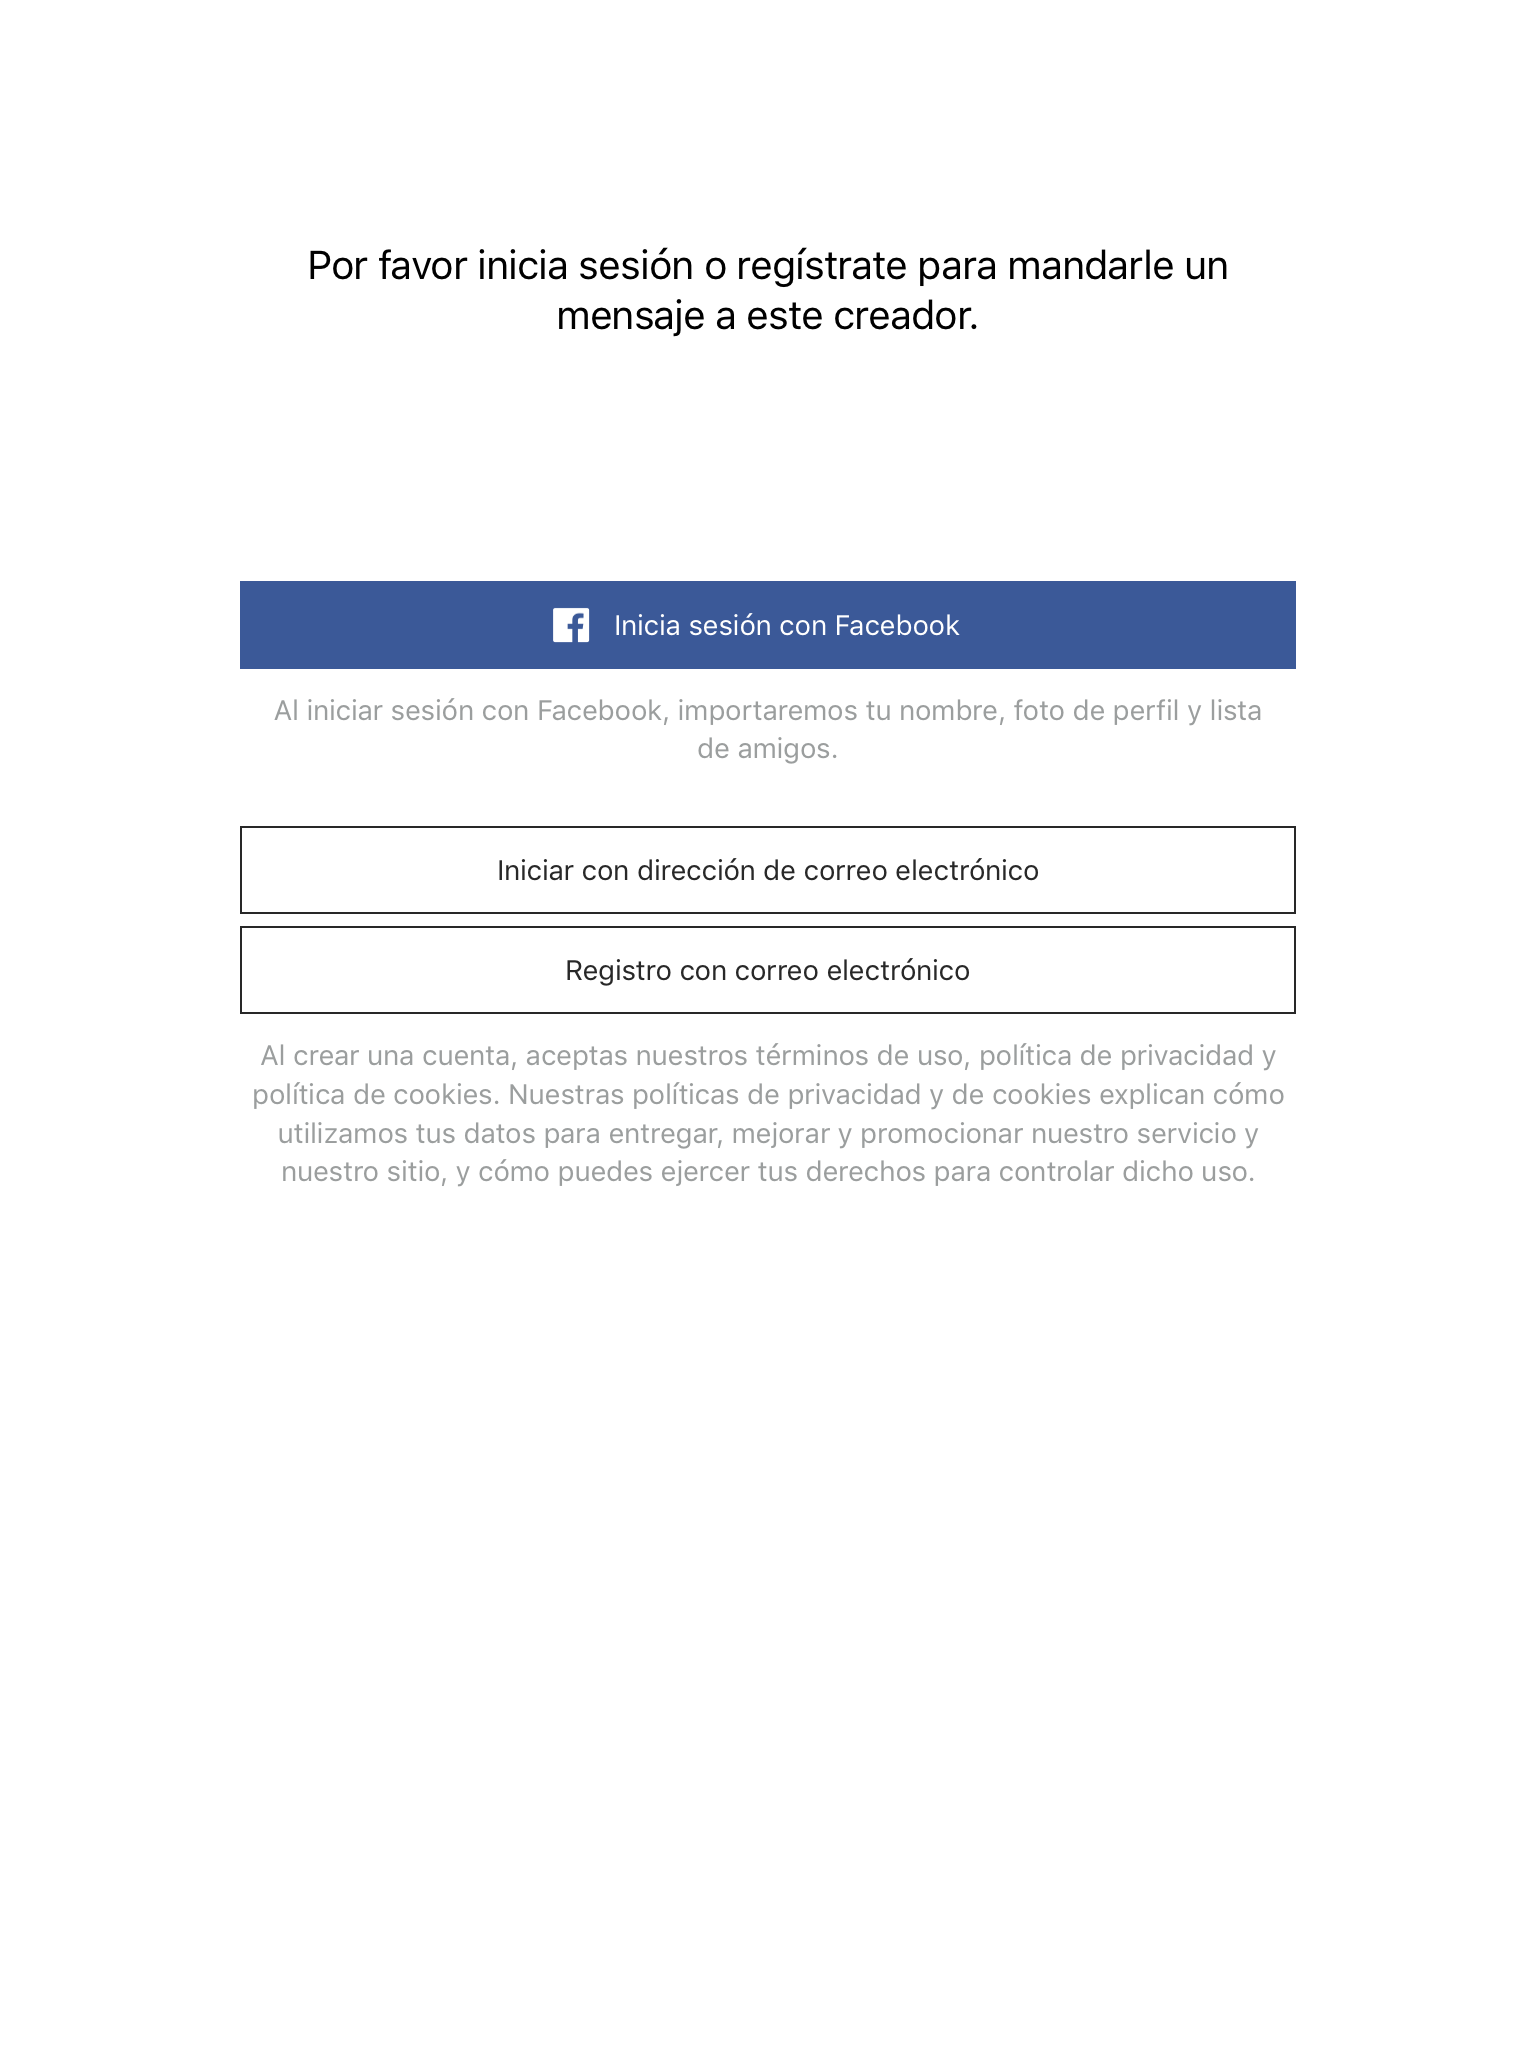 Por favor inicia sesión o regístrate para mandarle un
mensaje a este creador.
Inicia sesión con Facebook
Al iniciar sesión con Facebook, importaremos tu nombre, foto de perfil y lista
de amigos.
Iniciar con dirección de correo electrónico
Registro con correo electrónico
Al crear una cuenta, aceptas nuestros términos de uso, política de privacidad y
política de cookies. Nuestras políticas de privacidad y de cookies explican cómo
utilizamos tus datos para entregar, mejorar y promocionar nuestro servicio y
nuestro sitio, y cómo puedes ejercer tus derechos para controlar dicho uso.